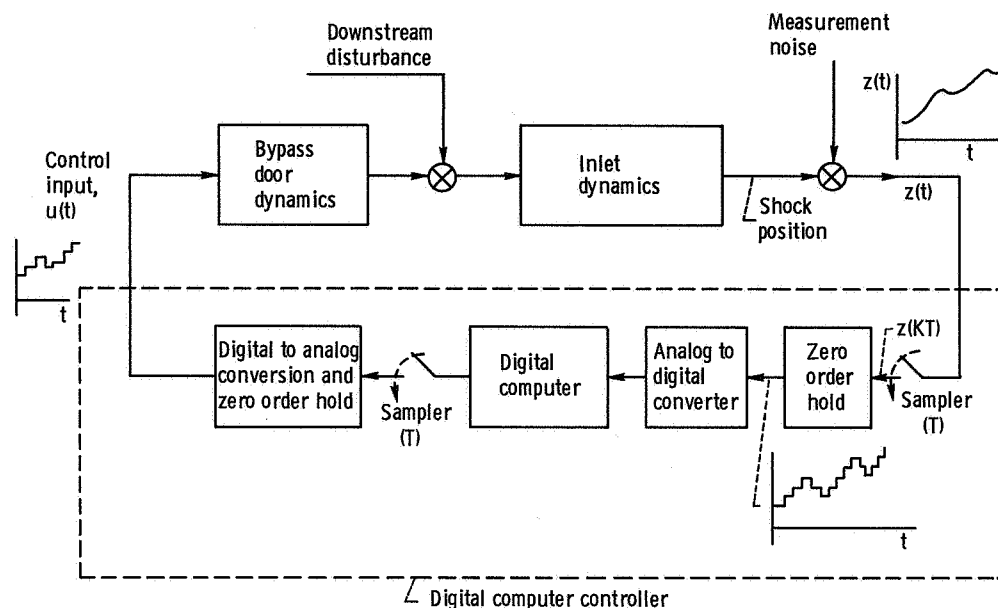 Downstream
disturbance
Measurement
noise
z(t)
t
Control
input,
u(t)
t
Bypass
door
dynamics
Inlet
dynamics
Shock
position
z(t)
Digital to analog
conversion and
zero order hold
Sampler
(T)
Digital
computer
Analog to
digital
converter
Zero
order
hold
z(KT)
Sampler
(T)
t
Digital computer controller